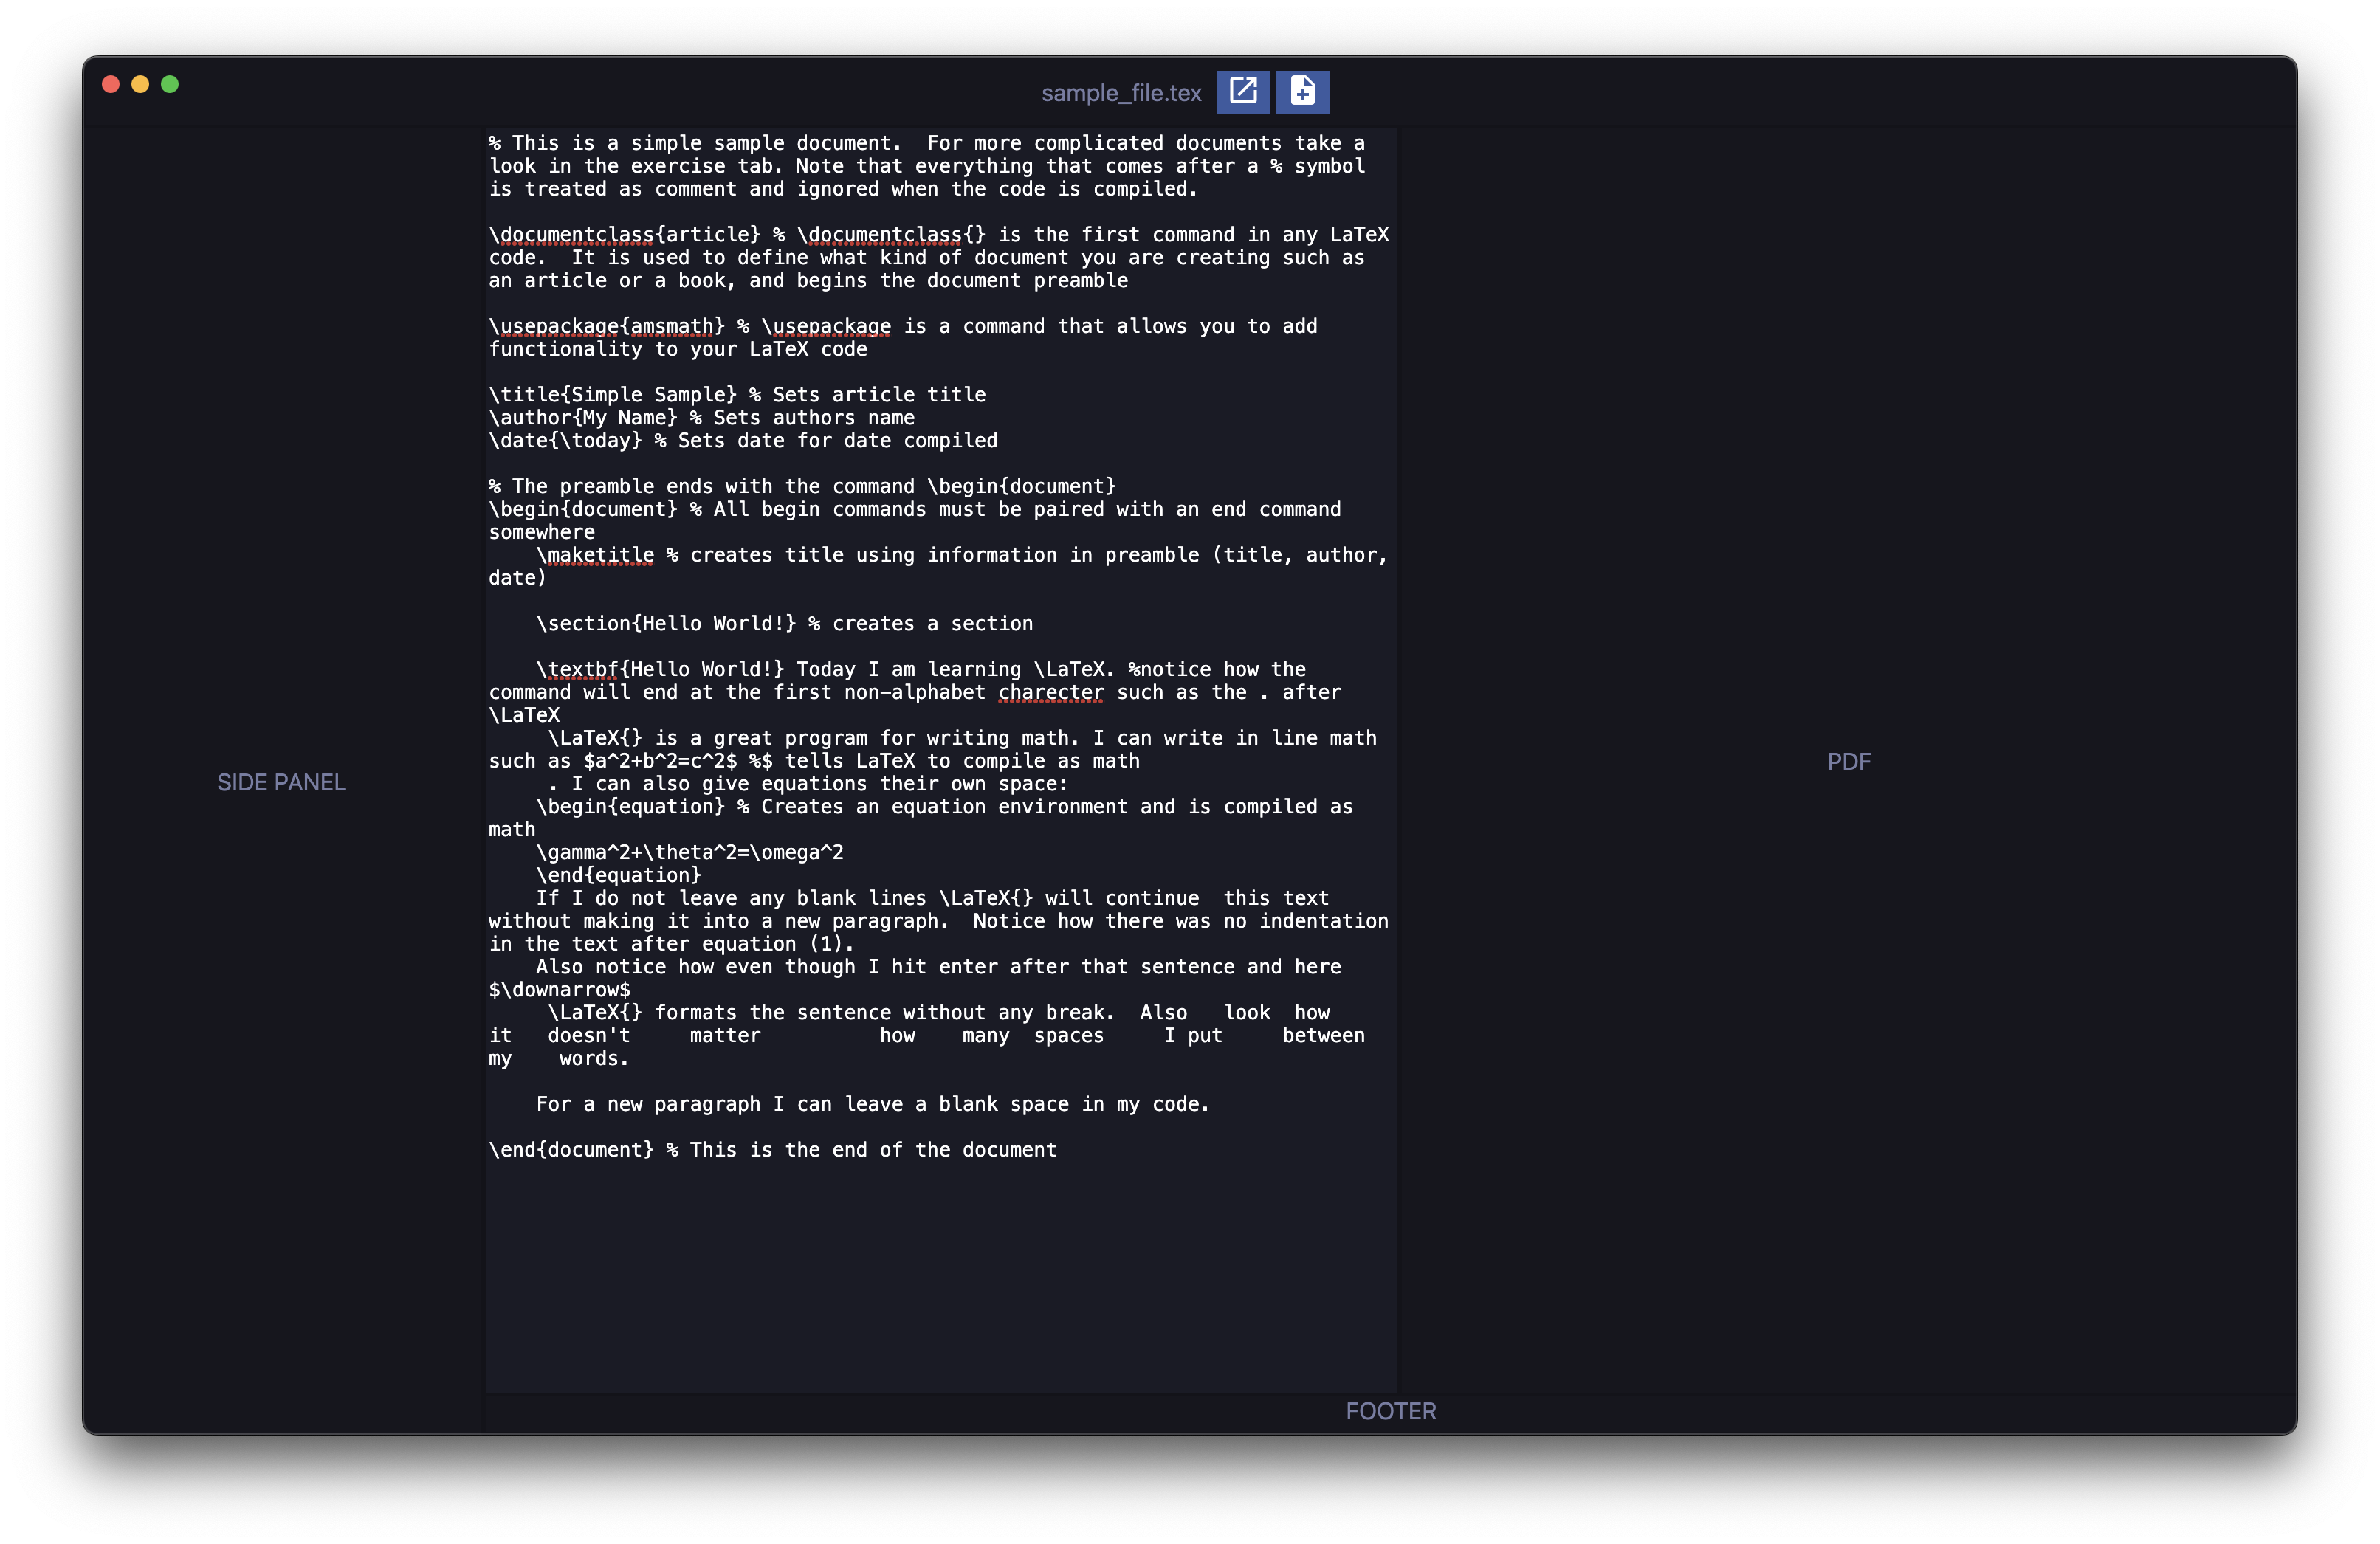 sample_file.tex
% This is a simple sample document.  For more complicated documents take a
look in the exercise tab. Note that everything that comes after a % symbol
is treated as comment and ignored when the code is compiled.

\documentclass{article} % \documentclass{} is the first command in any LaTeX
code.  It is used to define what kind of document you are creating such as
an article or a book, and begins the document preamble

\usepackage{amsmath} % \usepackage is a command that allows you to add
functionality to your LaTeX code

\title{Simple Sample} % Sets article title
\author{My Name} % Sets authors name
\date{\today} % Sets date for date compiled

% The preamble ends with the command \begin{document}
\begin{document} % All begin commands must be paired with an end command
somewhere
    \maketitle % creates title using information in preamble (title, author,
date)

    \section{Hello World!} % creates a section

    \textbf{Hello World!} Today I am learning \LaTeX. %notice how the
command will end at the first non-alphabet charecter such as the . after
\LaTeX
     \LaTeX{} is a great program for writing math. I can write in line math
such as $a^2+b^2=c^2$ %$ tells LaTeX to compile as math
     . I can also give equations their own space:
    \begin{equation} % Creates an equation environment and is compiled as
math
    \gamma^2+\theta^2=\omega^2
    \end{equation}
    If I do not leave any blank lines \LaTeX{} will continue  this text
without making it into a new paragraph.  Notice how there was no indentation
in the text after equation (1).
    Also notice how even though I hit enter after that sentence and here
$\downarrow$
     \LaTeX{} formats the sentence without any break.  Also   look  how
it   doesn't     matter          how    many  spaces     I put     between
my    words.

    For a new paragraph I can leave a blank space in my code.

\end{document} % This is the end of the document
SIDE PANEL
PDF
FOOTER